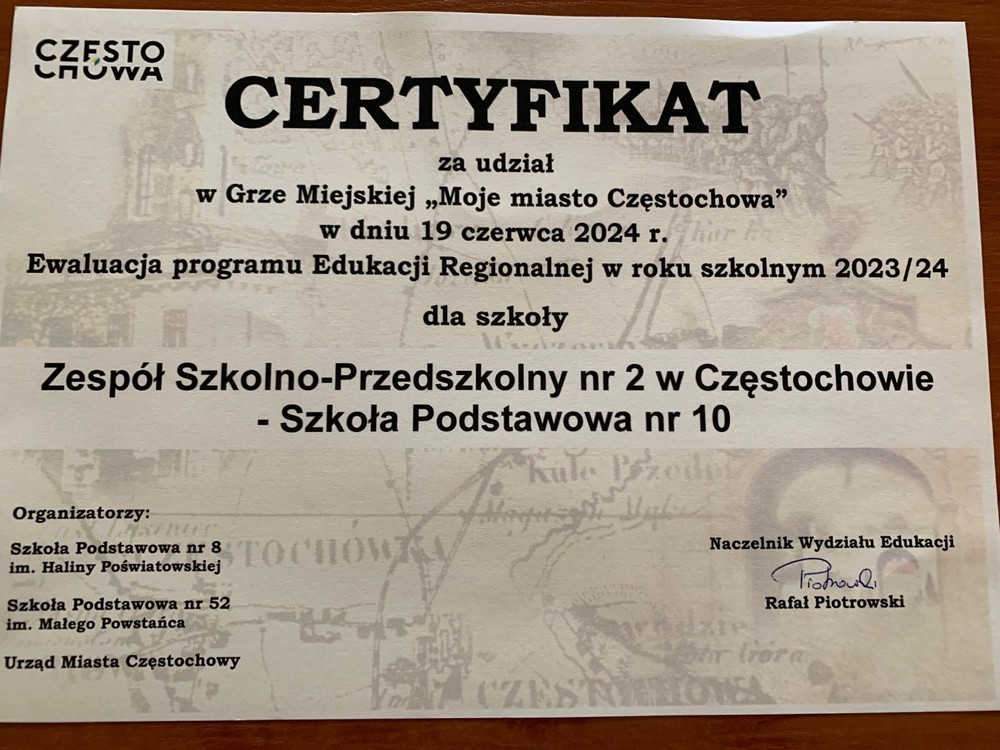 CZĘSTO
CHOWA
CERTYFIKAT
za udział
w Grze Miejskiej „Moje miasto Częstochowa”
w dniu 19 czerwca 2024 r.
Ewaluacja programu Edukacji Regionalnej w roku szkolnym 2023/24
dla szkoły
Zespół Szkolno-Przedszkolny nr 2 w Częstochowie
- Szkoła Podstawowa nr 10
Organizatorzy:
Szkoła Podstawowa nr 8
im. Haliny Poświatowskiej
Szkoła Podstawowa nr 52
im. Małego Powstańca
Urząd Miasta Częstochowy
Naczelnik Wydziału Edukacji
Piotrowski
Rafał Piotrowski